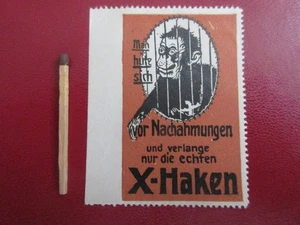 man
hüte
sich
vor Nachahmungen
und verlange
nur die echten
X-Haken